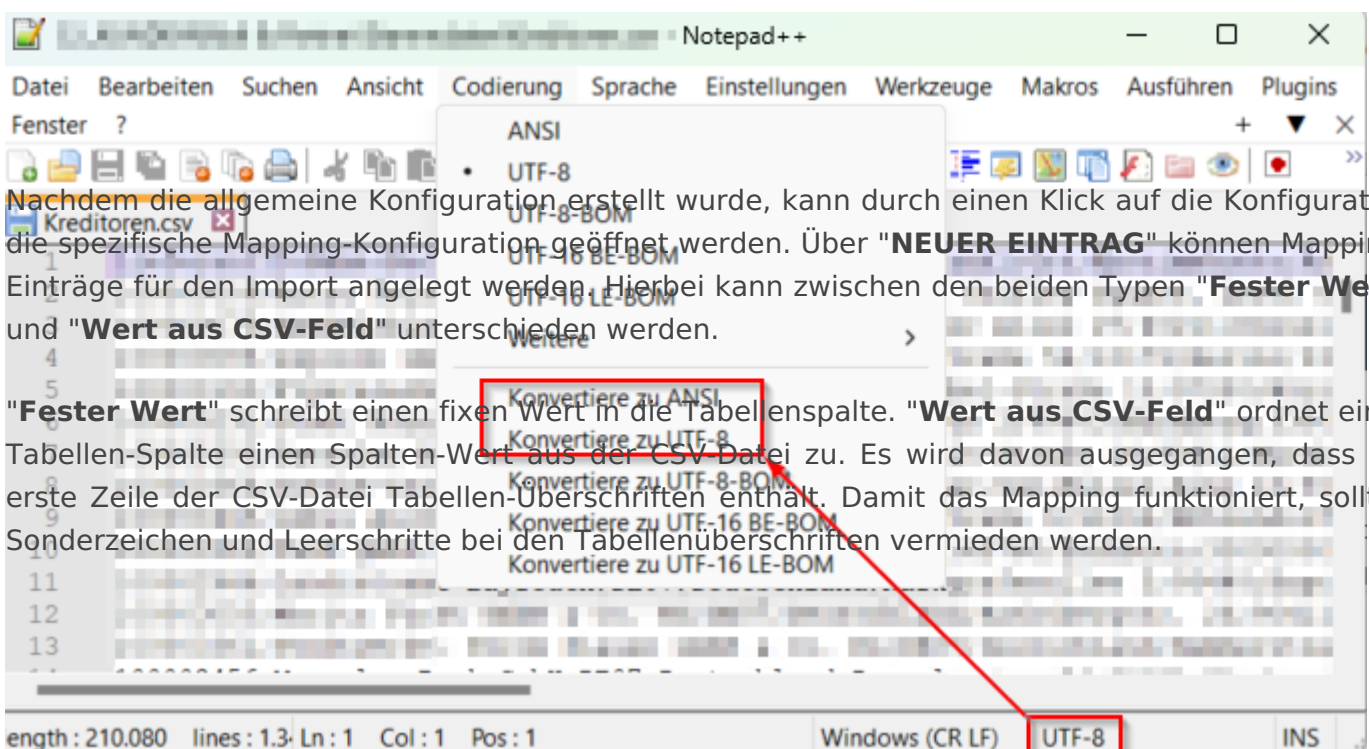 Notepad++
Datei Bearbeiten Suchen Ansicht Codierung Sprache Einstellungen Werkzeuge Makros Ausführen Plugins
Fenster ?
ANSI
UTF-8
UTF-8-BOM
UTF-16 BE-BOM
UTF-16 LE-BOM
Weitere
Konvertiere zu ANSI
Konvertiere zu UTF-8
Konvertiere zu UTF-8-BOM
Konvertiere zu UTF-16 BE-BOM
Konvertiere zu UTF-16 LE-BOM
Kreditoren.csv
Nachdem die allgemeine Konfiguration erstellt wurde, kann durch einen Klick auf die Konfigurat
die spezifische Mapping-Konfiguration geöffnet werden. Über "NEUER EINTRAG" können Mappi
Einträge für den Import angelegt werden. Hierbei kann zwischen den beiden Typen "Fester We
und "Wert aus CSV-Feld" unterschieden werden.
"Fester Wert" schreibt einen fixen Wert in die Tabellenspalte. "Wert aus CSV-Feld" ordnet ei
Tabellen-Spalte einen Spalten-Wert aus der CSV-Datei zu. Es wird davon ausgegangen, dass
erste Zeile der CSV-Datei Tabellen-Überschriften enthält. Damit das Mapping funktioniert, soll
Sonderzeichen und Leerschritte bei den Tabellenüberschriften vermieden werden.
1
4
5
9
10
11
12
13
ength : 210.080 lines : 1.3 Ln : 1 Col : 1 Pos : 1 Windows (CR LF) UTF-8 INS